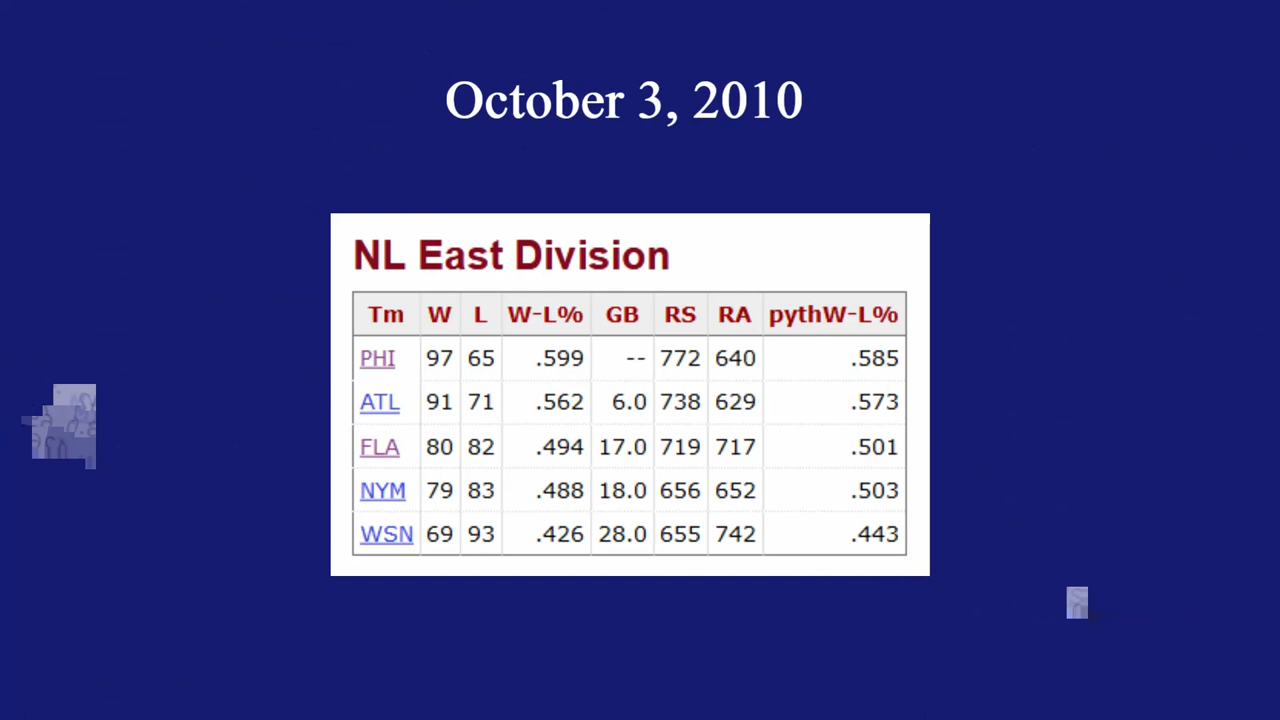 October 3, 2010
NL East Division
Tm W L W-L% GB RS RA pythW-L%
PHI 97 65 .599 -- 772 640 .585
ATL 91 71 .562 6.0 738 629 .573
FLA 80 82 .494 17.0 719 717 .501
NYM 79 83 .488 18.0 656 652 .503
WSN 69 93 .426 28.0 655 742 .443